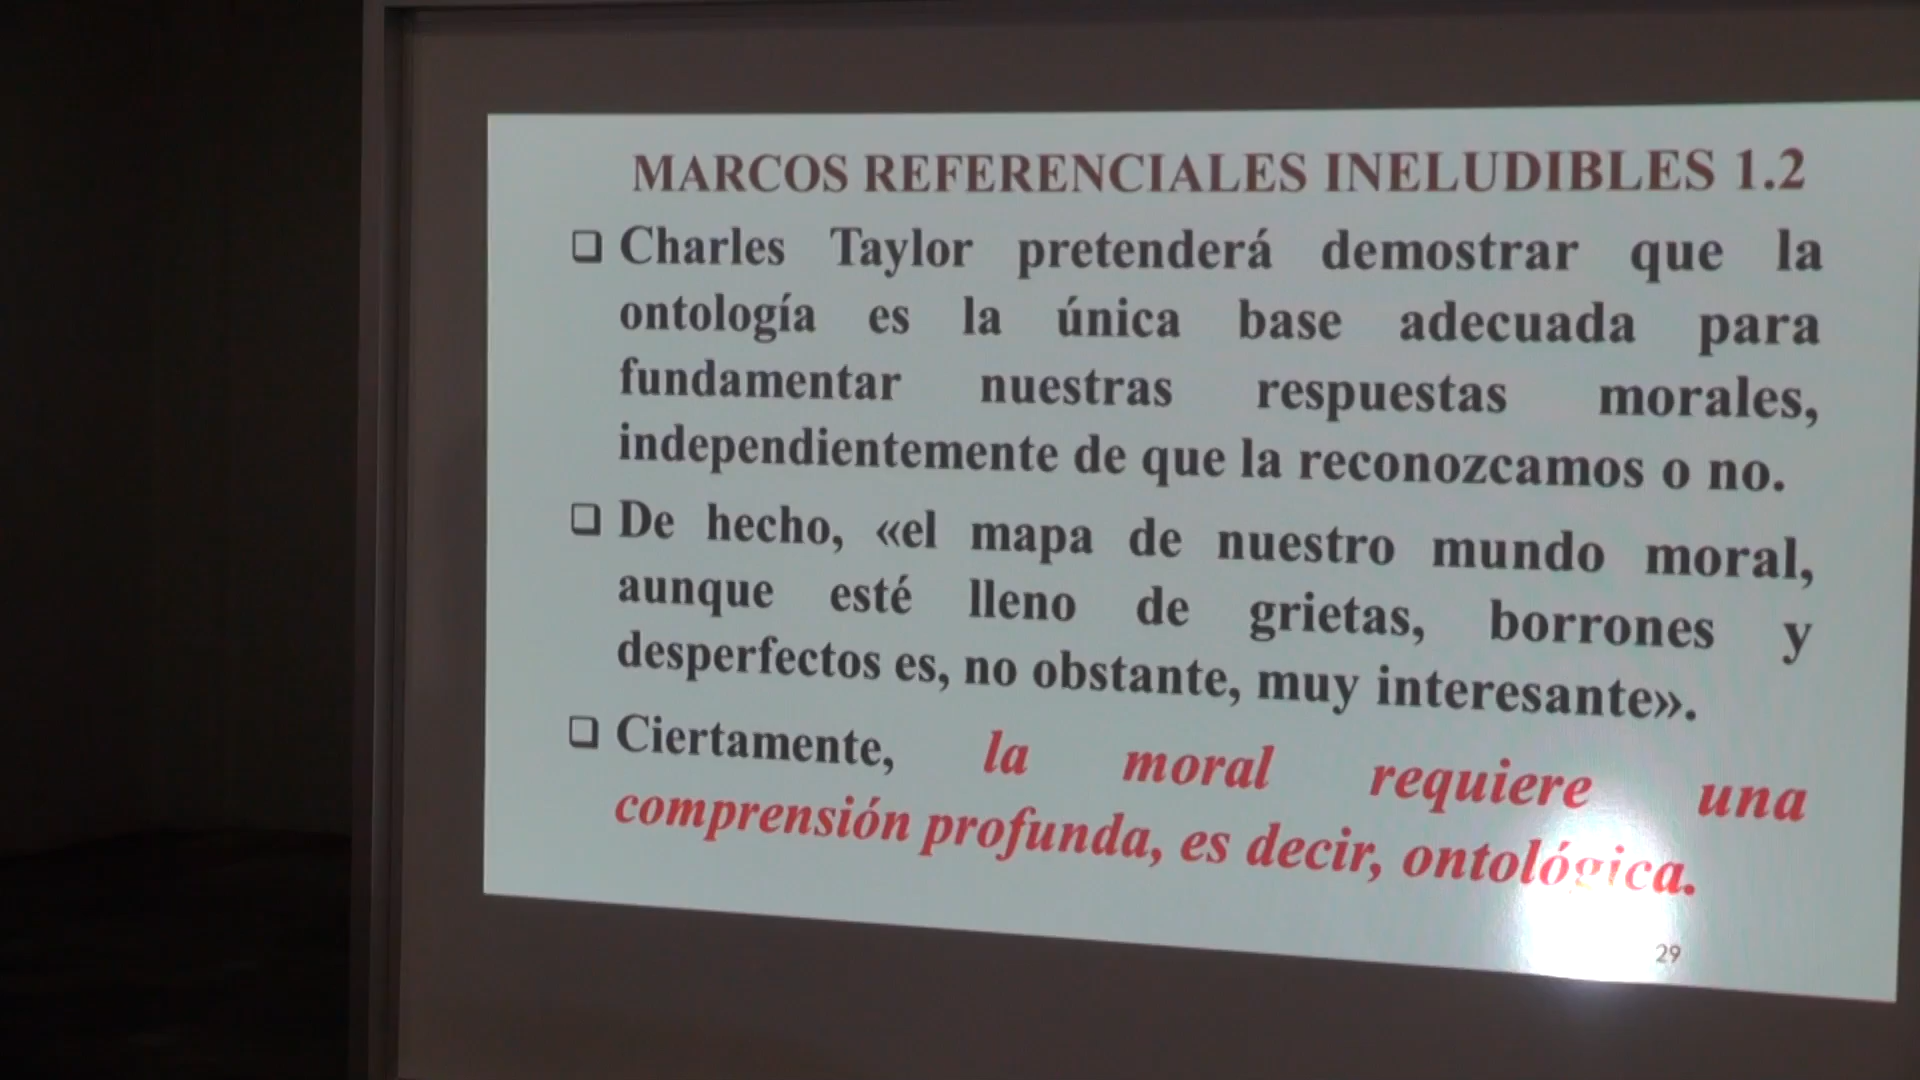 MARCOS REFERENCIALES INELUDIBLES 1.2
❑ Charles Taylor pretenderá demostrar que la
ontología es la única base adecuada para
fundamentar nuestras respuestas morales,
independientemente de que la reconozcamos o no.
❑ De hecho, «el mapa de nuestro mundo moral,
aunque esté lleno de grietas, borrones y
desperfectos es, no obstante, muy interesante».
❑ Ciertamente, la moral requiere una
comprensión profunda, es decir, ontológica.
29